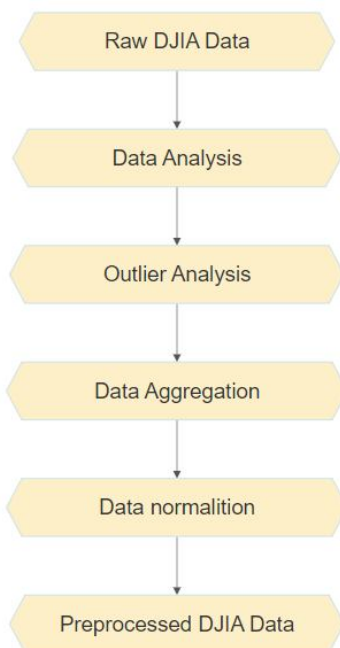 Raw DJIA Data
Data Analysis
Outlier Analysis
Data Aggregation
Data normalition
Preprocessed DJIA Data